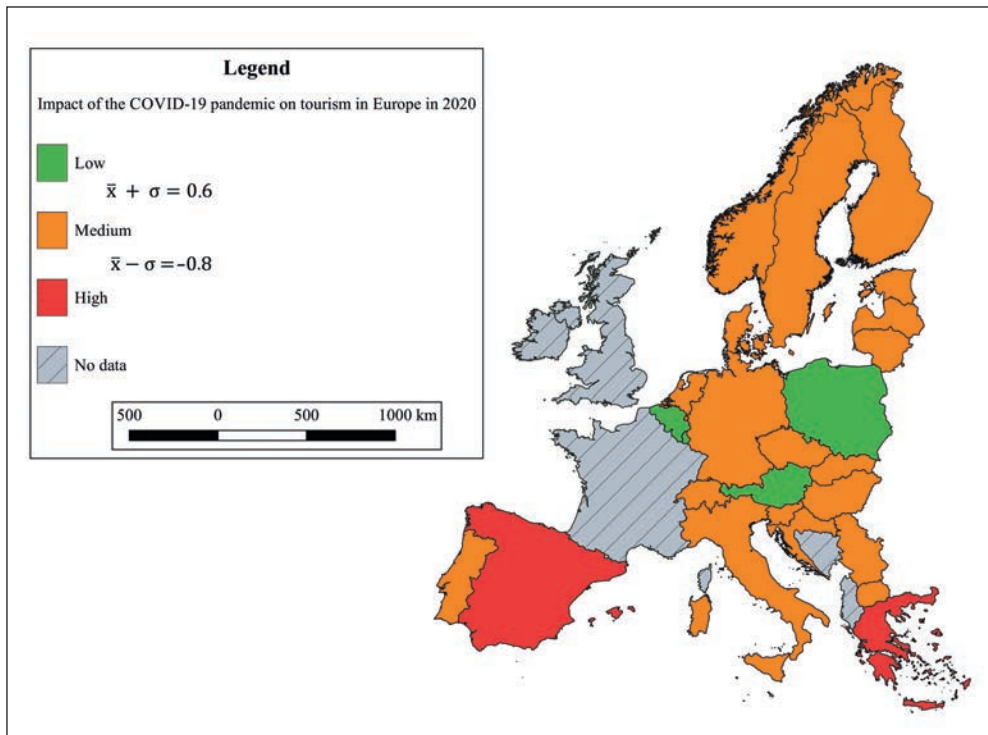 Legend
Impact of the COVID-19 pandemic on tourism in Europe in 2020
Low
x̄ + σ = 0.6
Medium
x̄ − σ = –0.8
High
No data
500 0 500 1000 km